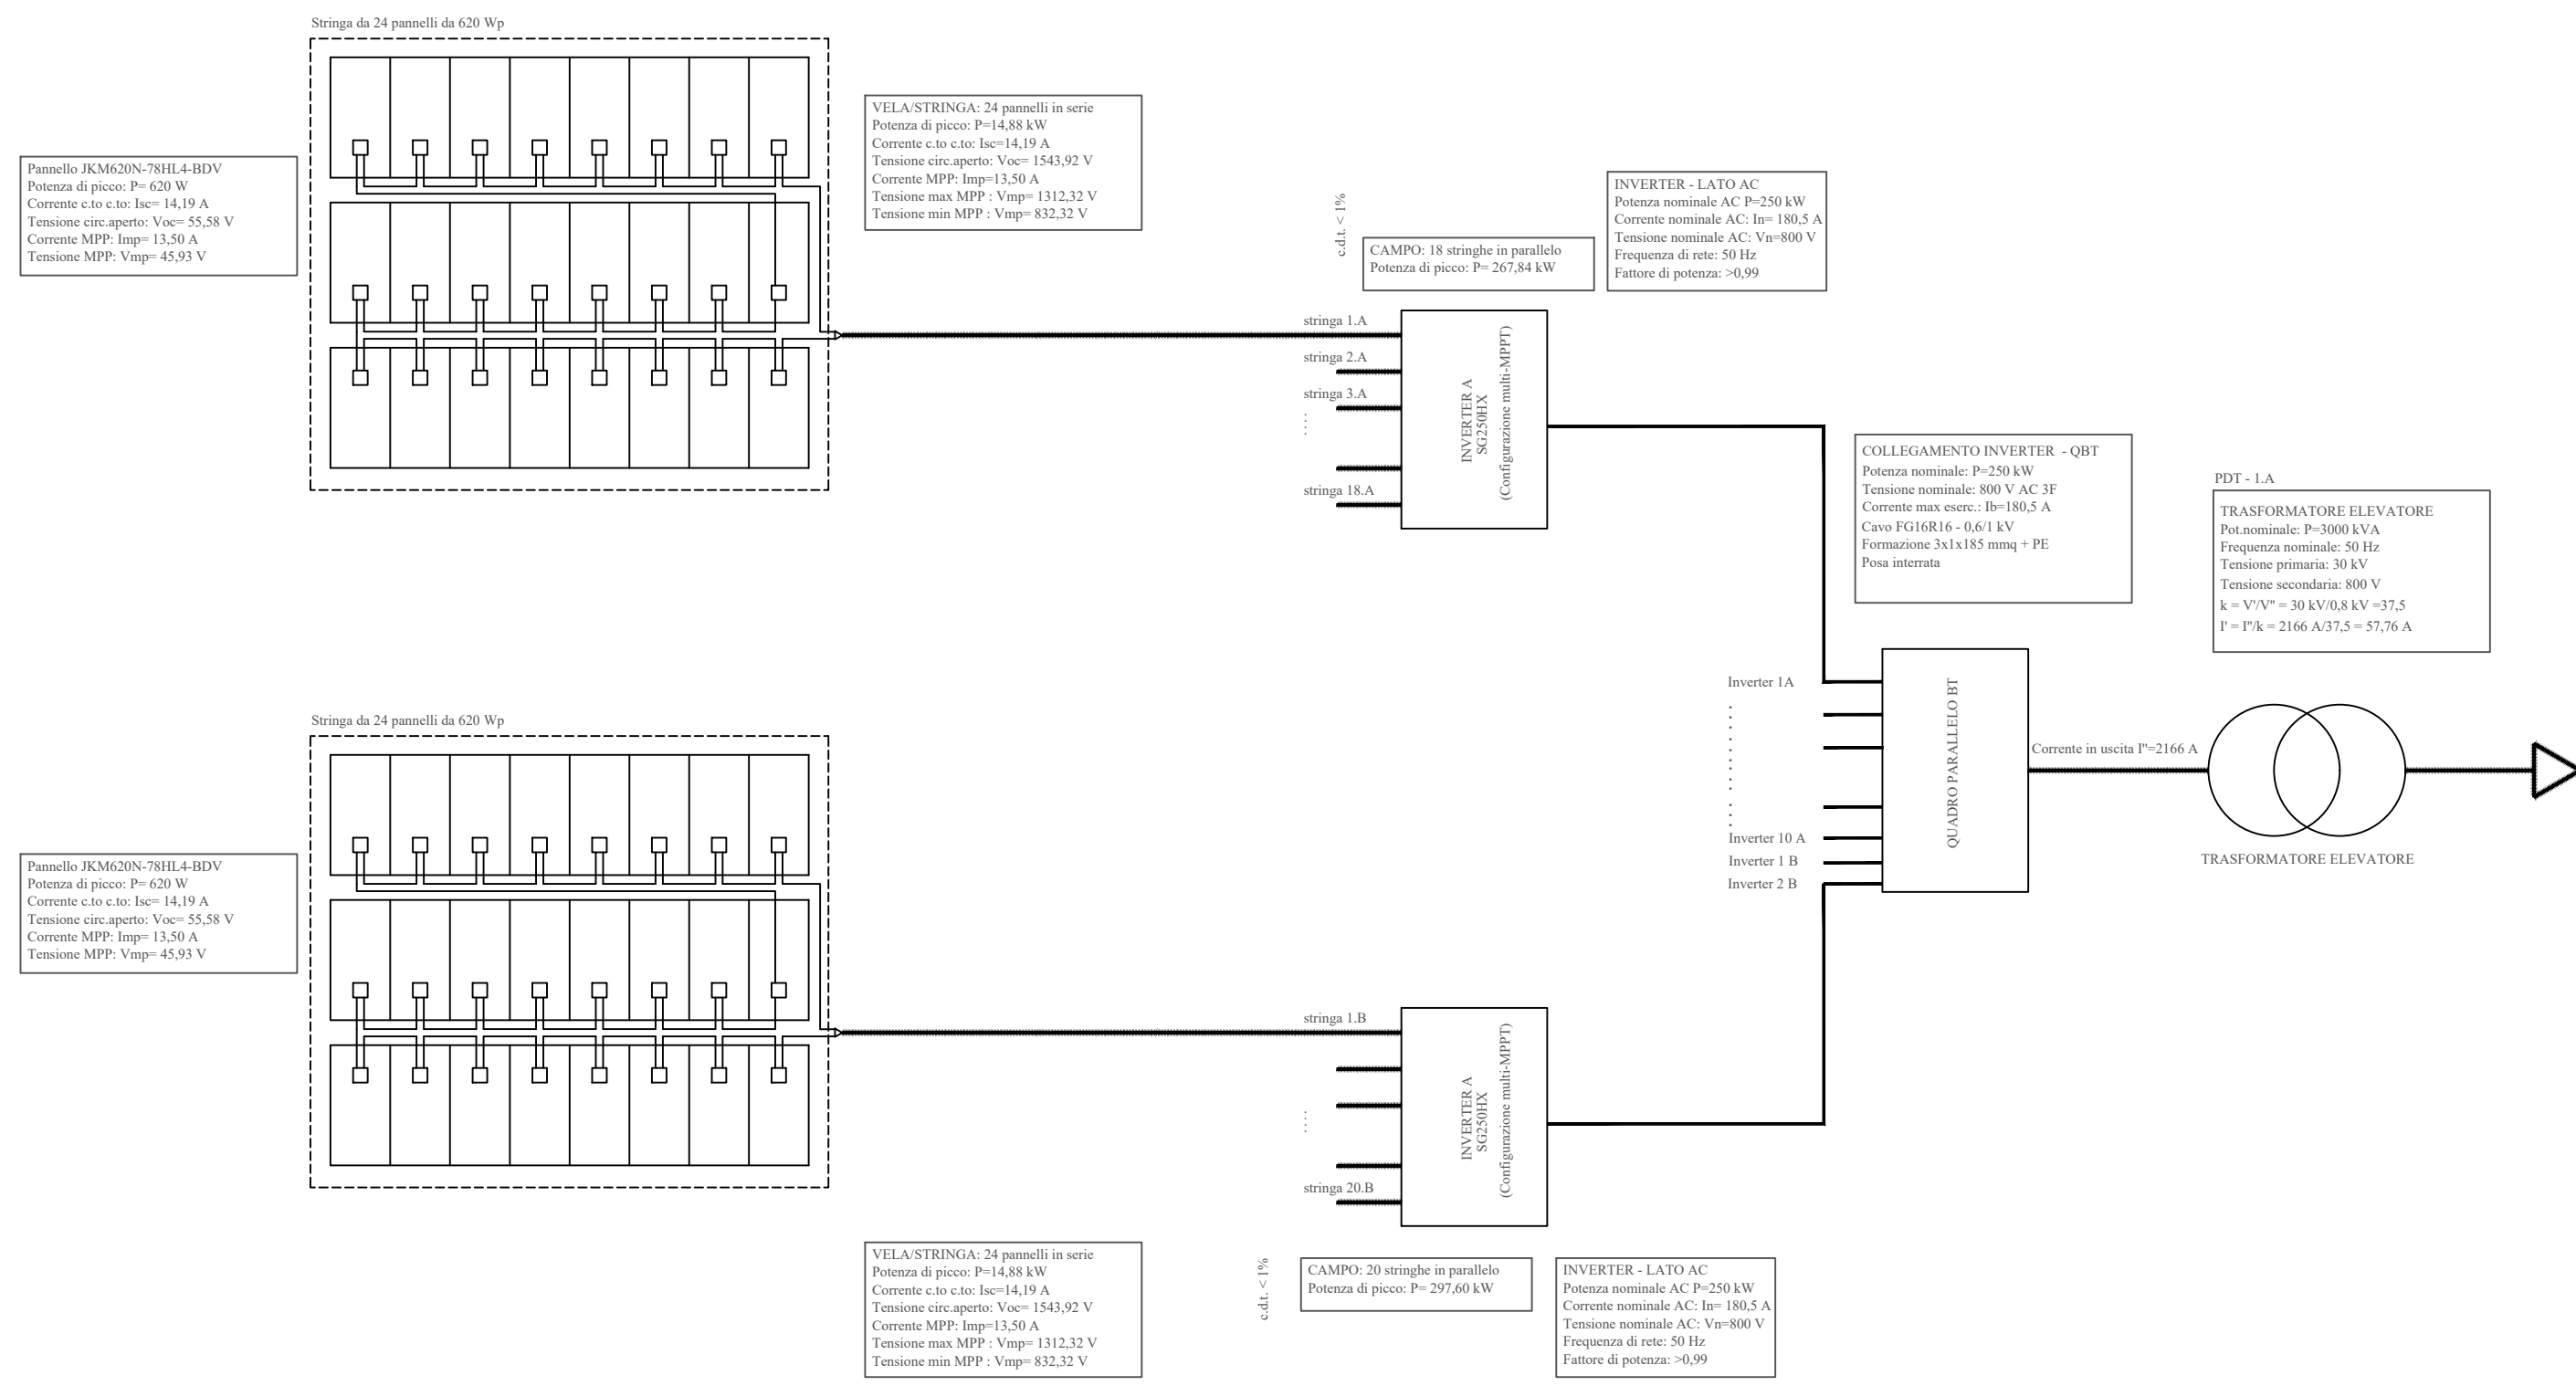 Stringa da 24 pannelli da 620 Wp
Pannello JKM620N-78HL4-BDV
Potenza di picco: P= 620 W
Corrente c.to c.to: Isc= 14,19 A
Tensione circ.aperto: Voc= 55,58 V
Corrente MPP: Imp= 13,50 A
Tensione MPP: Vmp= 45,93 V
VELA/STRINGA: 24 pannelli in serie
Potenza di picco: P=14,88 kW
Corrente c.to c.to: Isc=14,19 A
Tensione circ.aperto: Voc= 1543,92 V
Corrente MPP: Imp=13,50 A
Tensione max MPP : Vmp= 1312,32 V
Tensione min MPP : Vmp= 832,32 V
c.d.t. < 1%
CAMPO: 18 stringhe in parallelo
Potenza di picco: P= 267,84 kW
INVERTER - LATO AC
Potenza nominale AC P=250 kW
Corrente nominale AC: In= 180,5 A
Tensione nominale AC: Vn=800 V
Frequenza di rete: 50 Hz
Fattore di potenza: >0,99
stringa 1.A
stringa 2.A
stringa 3.A
....
stringa 18.A
INVERTER A
SG250HX
(Configurazione multi-MPPT)
COLLEGAMENTO INVERTER - QBT
Potenza nominale: P=250 kW
Tensione nominale: 800 V AC 3F
Corrente max eserc.: Ib=180,5 A
Cavo FG16R16 - 0,6/1 kV
Formazione 3x1x185 mmq + PE
Posa interrata
PDT - 1.A
TRASFORMATORE ELEVATORE
Pot.nominale: P=3000 kVA
Frequenza nominale: 50 Hz
Tensione primaria: 30 kV
Tensione secondaria: 800 V
k = V'/V'' = 30 kV/0,8 kV =37,5
I' = I''/k = 2166 A/37,5 = 57,76 A
Inverter 1A
............
Inverter 10 A
Inverter 1 B
Inverter 2 B
QUADRO PARALLELO BT
Corrente in uscita I''=2166 A
TRASFORMATORE ELEVATORE
Stringa da 24 pannelli da 620 Wp
Pannello JKM620N-78HL4-BDV
Potenza di picco: P= 620 W
Corrente c.to c.to: Isc= 14,19 A
Tensione circ.aperto: Voc= 55,58 V
Corrente MPP: Imp= 13,50 A
Tensione MPP: Vmp= 45,93 V
stringa 1.B
....
stringa 20.B
INVERTER A
SG250HX
(Configurazione multi-MPPT)
VELA/STRINGA: 24 pannelli in serie
Potenza di picco: P=14,88 kW
Corrente c.to c.to: Isc=14,19 A
Tensione circ.aperto: Voc= 1543,92 V
Corrente MPP: Imp=13,50 A
Tensione max MPP : Vmp= 1312,32 V
Tensione min MPP : Vmp= 832,32 V
c.d.t. < 1%
CAMPO: 20 stringhe in parallelo
Potenza di picco: P= 297,60 kW
INVERTER - LATO AC
Potenza nominale AC P=250 kW
Corrente nominale AC: In= 180,5 A
Tensione nominale AC: Vn=800 V
Frequenza di rete: 50 Hz
Fattore di potenza: >0,99